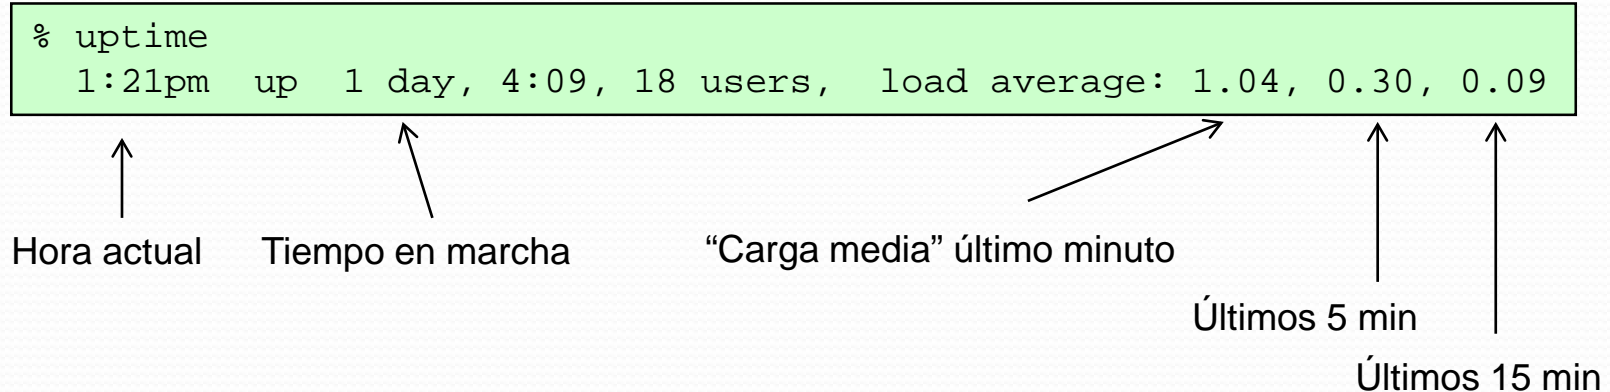 % uptime
1:21pm up 1 day, 4:09, 18 users, load average: 1.04, 0.30, 0.09
Hora actual
Tiempo en marcha
“Carga media” último minuto
Últimos 5 min
Últimos 15 min